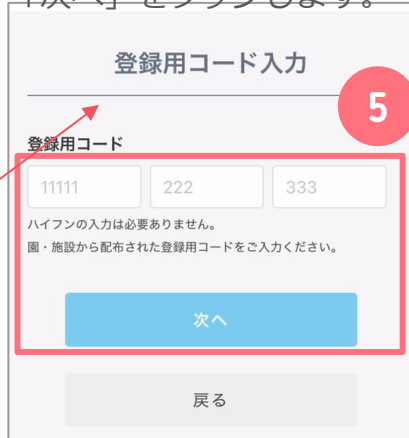 「次へ」をタップします。
登録用コード入力
5
登録用コード
11111 222 333
ハイフンの入力は必要ありません。
園・施設から配布された登録用コードをご入力ください。
次へ
戻る